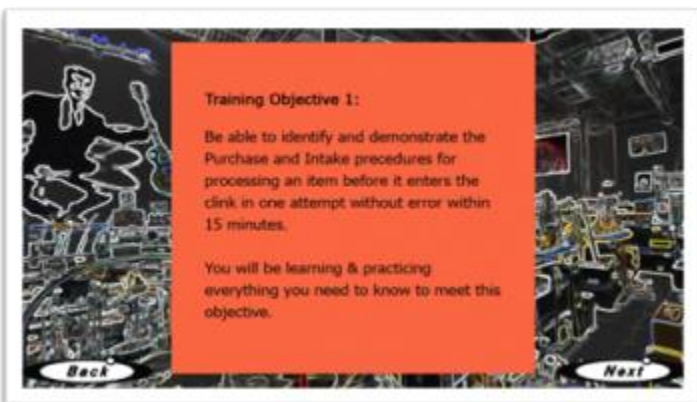 Training Objective 1:
Be able to identify and demonstrate the
Purchase and Intake precedures for
processing an item before it enters the
clink in one attempt without error within
15 minutes.
You will be learning & practicing
everything you need to know to meet this
objective.
Back
Next